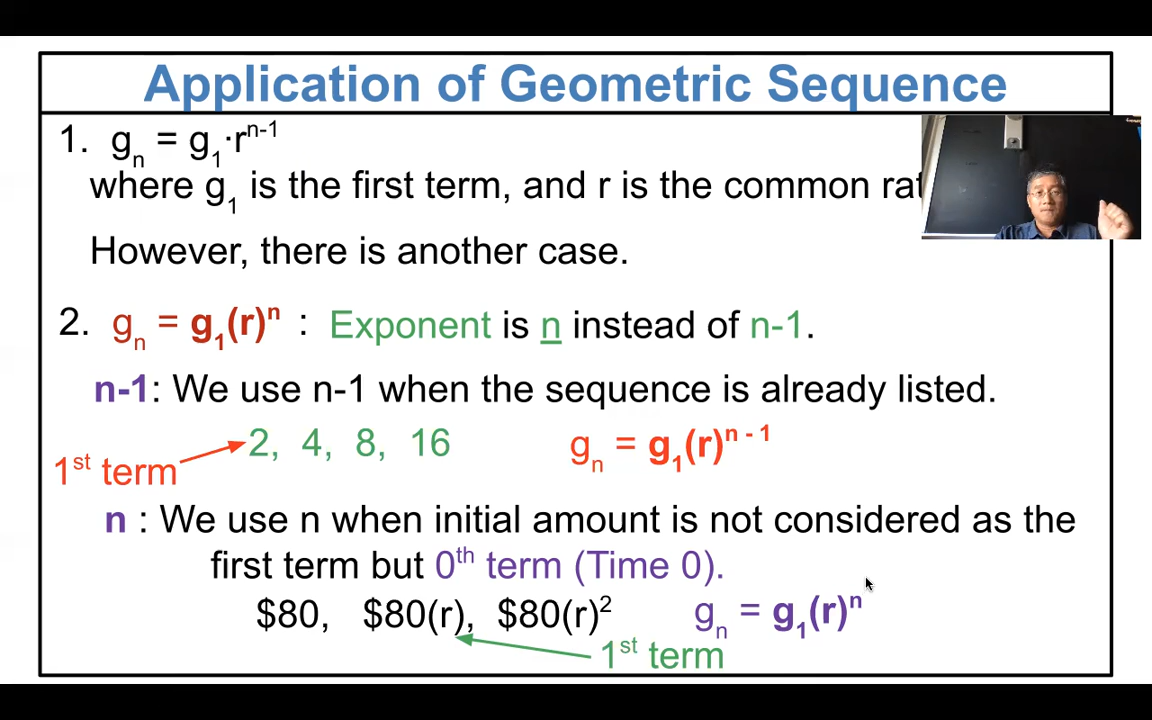 Application of Geometric Sequence
1. gₙ = g₁·rⁿ⁻¹
where g₁ is the first term, and r is the common
However, there is another case.
2. gₙ = g₁(r)ⁿ : Exponent is n instead of n-1.
n-1: We use n-1 when the sequence is already listed.
2, 4, 8, 16 gₙ = g₁(r)ⁿ ⁻ ¹
1ˢᵗ term
n : We use n when initial amount is not considered as the
first term but 0ᵗʰ term (Time 0).
$80, $80(r), $80(r)² gₙ = g₁(r)ⁿ
1ˢᵗ term